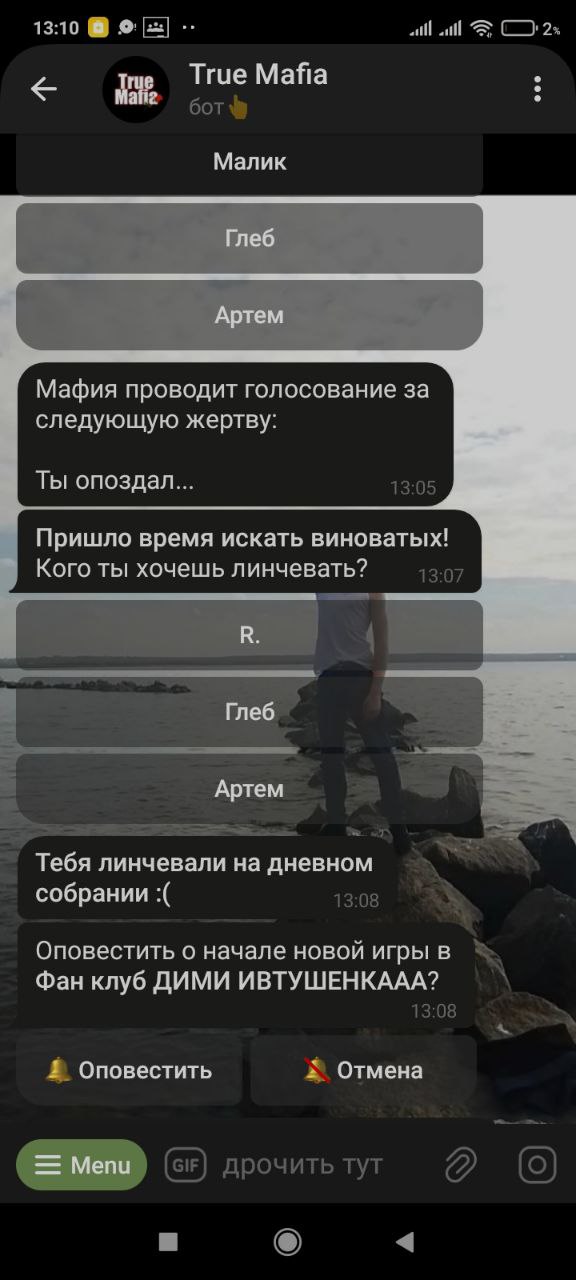 13:10
2%
True Mafia
True
Mafia
бот👆
Малик
Глеб
Артем
Мафия проводит голосование за
следующую жертву:
Ты опоздал...
13:05
Пришло время искать виноватых!
Кого ты хочешь линчевать?
13:07
R.
Глеб
Артем
Тебя линчевали на дневном
собрании :(
13:08
Оповестить о начале новой игры в
Фан клуб ДИМИ ИВТУШЕНКААА?
13:08
🔔 Оповестить
🔕 Отмена
Menu
GIF
дрочить тут